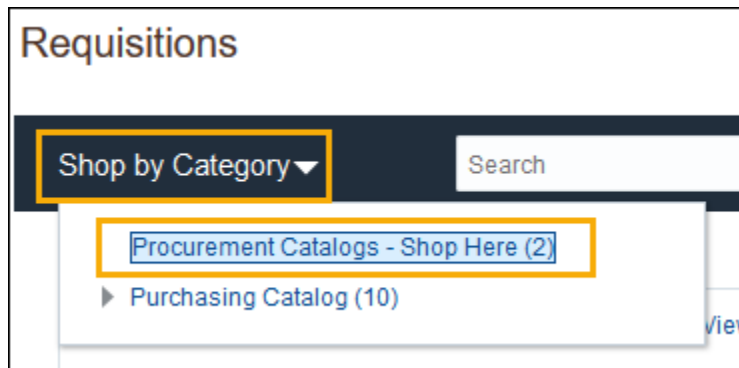 Requisitions
Shop by Category
Search
Procurement Catalogs - Shop Here (2)
Purchasing Catalog (10)